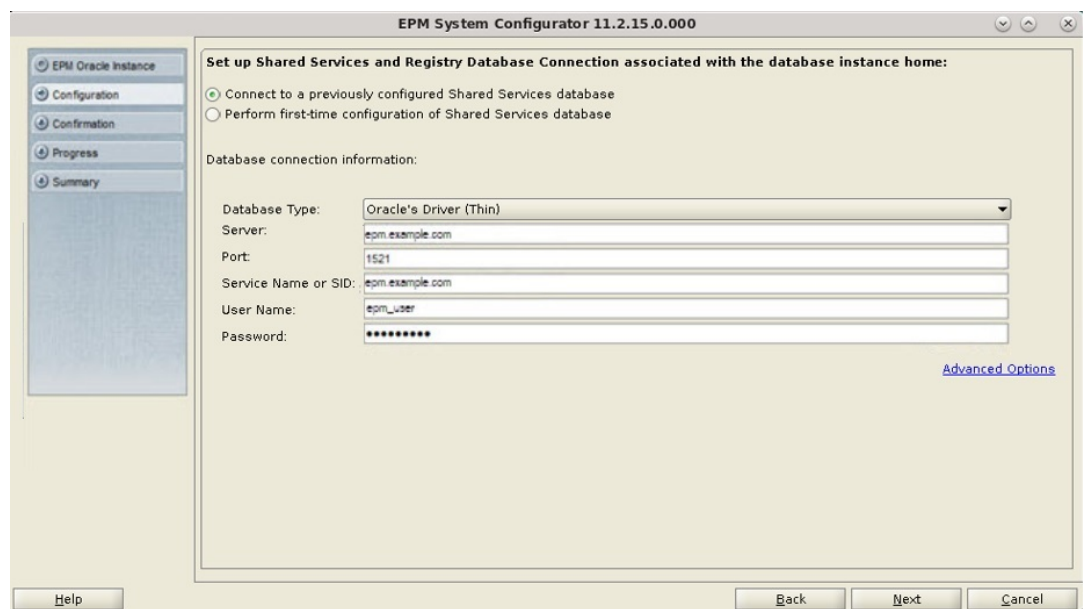 EPM System Configurator 11.2.15.0.000
EPM Oracle Instance
Configuration
Confirmation
Progress
Summary
Set up Shared Services and Registry Database Connection associated with the database instance home:
Connect to a previously configured Shared Services database
Perform first-time configuration of Shared Services database
Database connection information:
Database Type: Oracle's Driver (Thin)
Server: epm.example.com
Port: 1521
Service Name or SID: epm.example.com
User Name: epm_user
Password: •••••••••
Advanced Options
Help Back Next Cancel